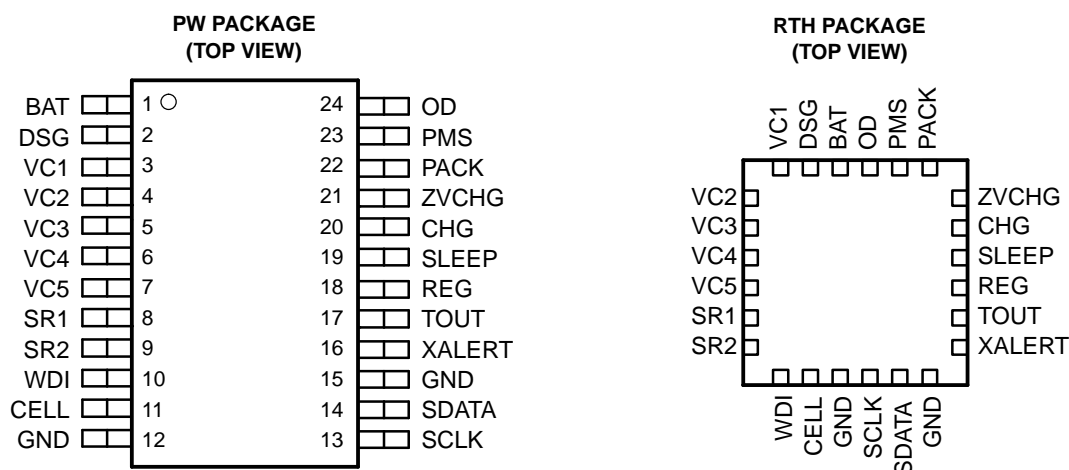 PW PACKAGE
(TOP VIEW)
BAT 1 24 OD
DSG 2 23 PMS
VC1 3 22 PACK
VC2 4 21 ZVCHG
VC3 5 20 CHG
VC4 6 19 SLEEP
VC5 7 18 REG
SR1 8 17 TOUT
SR2 9 16 XALERT
WDI 10 15 GND
CELL 11 14 SDATA
GND 12 13 SCLK
RTH PACKAGE
(TOP VIEW)
VC1
DSG
BAT
OD
PMS
PACK
VC2 ZVCHG
VC3 CHG
VC4 SLEEP
VC5 REG
SR1 TOUT
SR2 XALERT
WDI
CELL
GND
SCLK
SDATA
GND